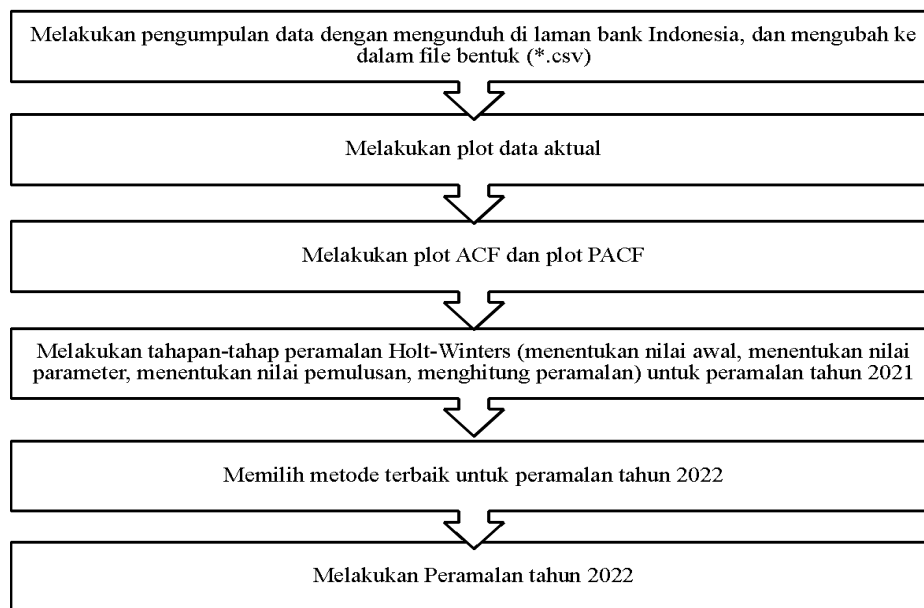 Melakukan pengumpulan data dengan mengunduh di laman bank Indonesia, dan mengubah ke
dalam file bentuk (*.csv)
Melakukan plot data aktual
Melakukan plot ACF dan plot PACF
Melakukan tahapan-tahap peramalan Holt-Winters (menentukan nilai awal, menentukan nilai
parameter, menentukan nilai pemulusan, menghitung peramalan) untuk peramalan tahun 2021
Memilih metode terbaik untuk peramalan tahun 2022
Melakukan Peramalan tahun 2022